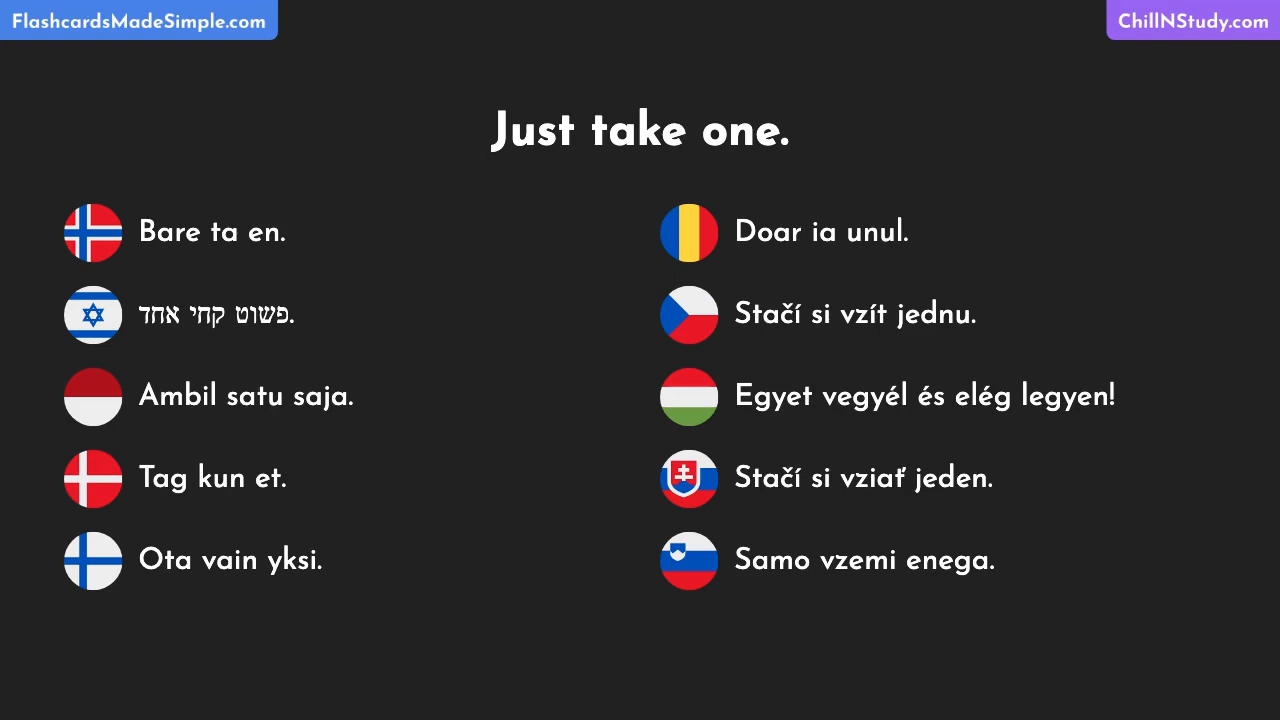 FlashcardsMadeSimple.com
ChillNStudy.com
Just take one.
Bare ta en.
פשוט קחי אחד.
Ambil satu saja.
Tag kun et.
Ota vain yksi.
Doar ia unul.
Stačí si vzít jednu.
Egyet vegyél és elég legyen!
Stačí si vziať jeden.
Samo vzemi enega.